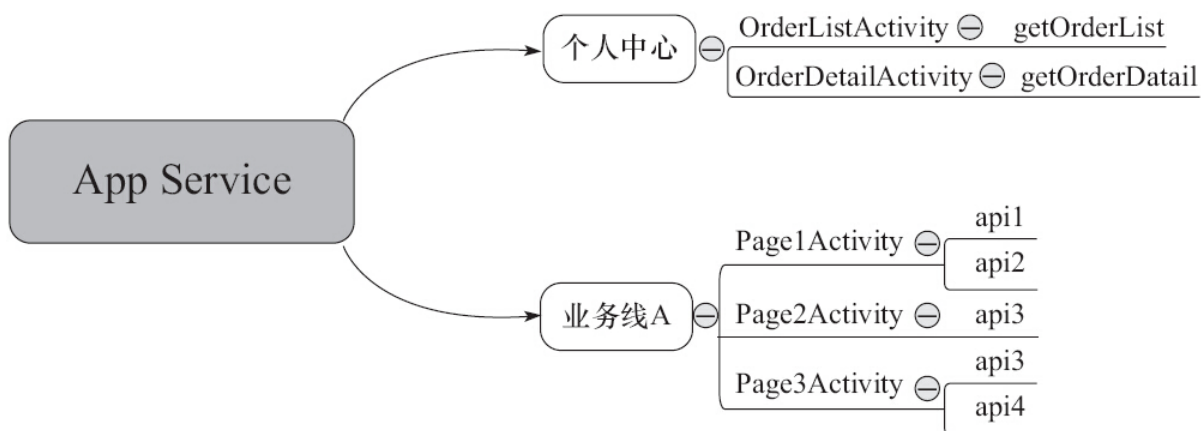 App Service
个人中心
OrderListActivity getOrderList
OrderDetailActivity getOrderDatail
业务线A
Page1Activity
api1
api2
Page2Activity api3
Page3Activity
api3
api4